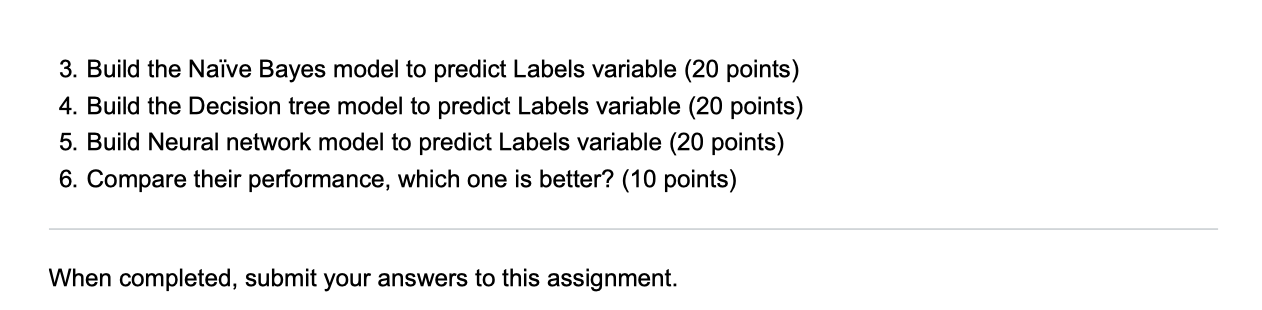 3. Build the Naïve Bayes model to predict Labels variable (20 points)
4. Build the Decision tree model to predict Labels variable (20 points)
5. Build Neural network model to predict Labels variable (20 points)
6. Compare their performance, which one is better? (10 points)
When completed, submit your answers to this assignment.